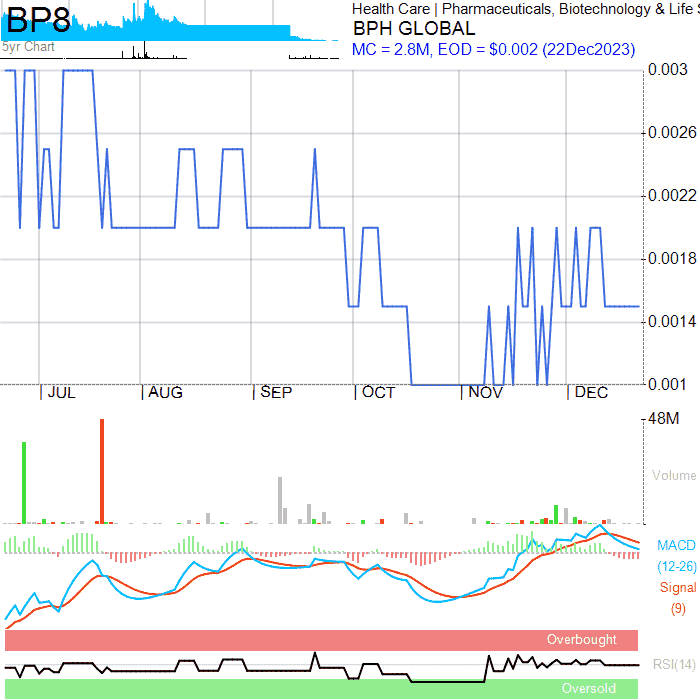 BP8
5yr Chart
Health Care | Pharmaceuticals, Biotechnology & Life S
BPH GLOBAL
MC = 2.8M, EOD = $0.002 (22Dec2023)
0.003
0.0026
0.0022
0.0018
0.0014
0.001
JUL AUG SEP OCT NOV DEC
48M
Volume
MACD
(12-26)
Signal
(9)
Overbought
RSI(14)
Oversold